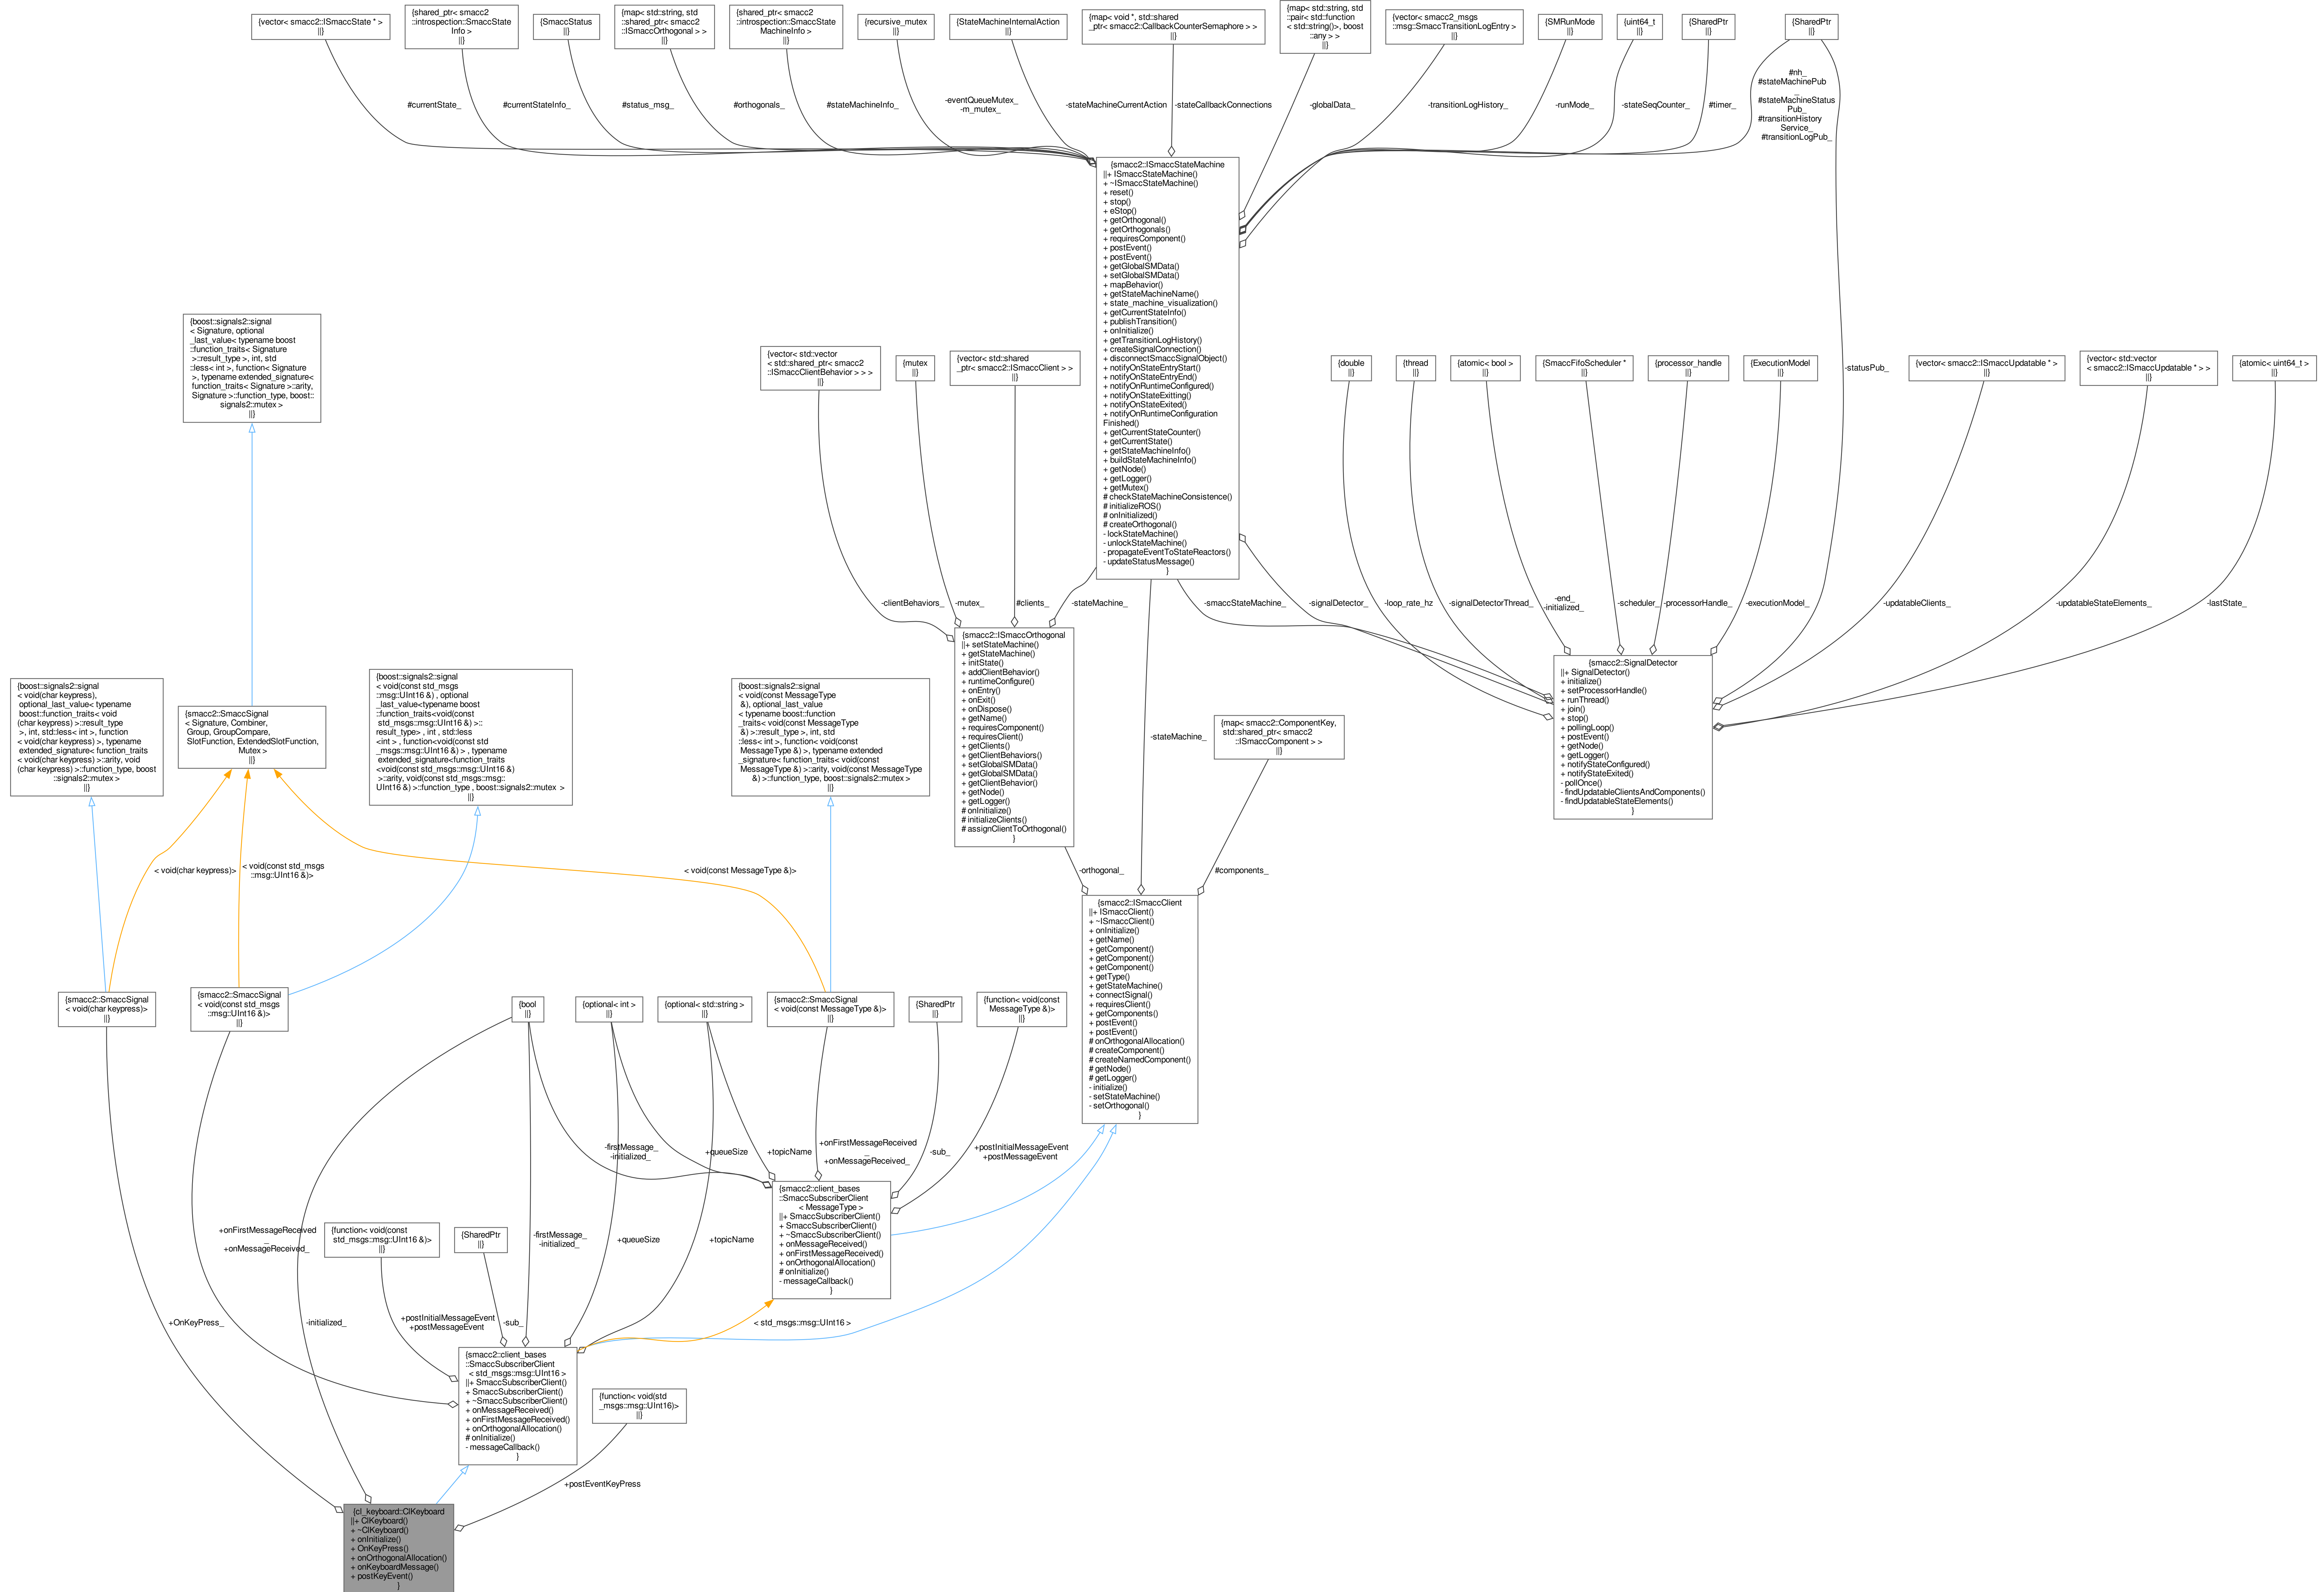 {vector< smacc2::ISmaccState * >
||}
{shared_ptr< smacc2
::introspection::SmaccState
Info >
||}
{SmaccStatus
||}
{map< std::string, std
::shared_ptr< smacc2
::ISmaccOrthogonal > >
||}
{shared_ptr< smacc2
::introspection::SmaccState
MachineInfo >
||}
{recursive_mutex
||}
{StateMachineInternalAction
||}
{map< void *, std::shared
_ptr< smacc2::CallbackCounterSemaphore > >
||}
{map< std::string, std
::pair< std::function
< std::string()>, boost
::any > >
||}
{vector< smacc2_msgs
::msg::SmaccTransitionLogEntry >
||}
{SMRunMode
||}
{uint64_t
||}
{SharedPtr
||}
{SharedPtr
||}
#currentState_
#currentStateInfo_
#status_msg_
#orthogonals_
#stateMachineInfo_
-eventQueueMutex_
-m_mutex_
-stateMachineCurrentAction
-stateCallbackConnections
-globalData_
-transitionLogHistory_
-runMode_
-stateSeqCounter_
#timer_
#nh_
#stateMachinePub
_
#stateMachineStatus
Pub_
#transitionHistory
Service_
#transitionLogPub_
{smacc2::ISmaccStateMachine
||+ ISmaccStateMachine()
+ ~ISmaccStateMachine()
+ reset()
+ stop()
+ eStop()
+ getOrthogonal()
+ getOrthogonals()
+ requiresComponent()
+ postEvent()
+ postEvent()
+ getGlobalSMData()
+ setGlobalSMData()
+ mapBehavior()
+ getStateMachineName()
+ state_machine_visualization()
+ getCurrentStateInfo()
+ publishTransition()
+ onInitialize()
+ getTransitionLogHistory()
+ createSignalConnection()
+ disconnectSmaccSignalObject()
+ notifyOnStateEntryStart()
+ notifyOnStateEntryEnd()
+ notifyOnRuntimeConfigured()
+ notifyOnStateExitting()
+ notifyOnStateExited()
+ notifyOnRuntimeConfiguration
Finished()
+ getCurrentStateCounter()
+ getCurrentState()
+ getStateMachineInfo()
+ buildStateMachineInfo()
+ getNode()
+ getLogger()
+ getMutex()
# checkStateMachineConsistence()
# initializeROS()
# onInitialized()
# createOrthogonal()
- lockStateMachine()
- unlockStateMachine()
- propagateEventToStateReactors()
- updateStatusMessage()
}
{boost::signals2::signal
< Signature, optional
_last_value< typename boost
::function_traits< Signature
>::result_type >, int, std
::less< int >, function< Signature
>, typename extended_signature<
function_traits< Signature >::arity,
Signature >::function_type, boost::
signals2::mutex >
||}
{vector< std::vector
< std::shared_ptr< smacc2
::ISmaccClientBehavior > > >
||}
{mutex
||}
{vector< std::shared
_ptr< smacc2::ISmaccClient > >
||}
{double
||}
{thread
||}
{atomic< bool >
||}
{SmaccFifoScheduler *
||}
{processor_handle
||}
{ExecutionModel
||}
-statusPub_
{vector< smacc2::ISmaccUpdatable * >
||}
{vector< std::vector
< smacc2::ISmaccUpdatable * > >
||}
{atomic< uint64_t >
||}
-clientBehaviors_
-mutex_
#clients_
-stateMachine_
-smaccStateMachine_
-signalDetector_
-loop_rate_hz
-signalDetectorThread_
-end_
-initialized_
-scheduler_
-processorHandle_
-executionModel_
-updatableClients_
-updatableStateElements_
-lastState_
{smacc2::ISmaccOrthogonal
||+ setStateMachine()
+ getStateMachine()
+ initState()
+ addClientBehavior()
+ runtimeConfigure()
+ onEntry()
+ onExit()
+ onDispose()
+ getName()
+ requiresComponent()
+ requiresClient()
+ getClients()
+ getClientBehaviors()
+ setGlobalSMData()
+ getGlobalSMData()
+ getClientBehavior()
+ getNode()
+ getLogger()
# onInitialize()
# initializeClients()
# assignClientToOrthogonal()
}
{smacc2::SignalDetector
||+ SignalDetector()
+ initialize()
+ setProcessorHandle()
+ runThread()
+ join()
+ stop()
+ pollingLoop()
+ postEvent()
+ getNode()
+ getLogger()
+ notifyStateConfigured()
+ notifyStateExited()
- pollOnce()
- findUpdatableClientsAndComponents()
- findUpdatableStateElements()
}
{boost::signals2::signal
< void(char keypress),
optional_last_value< typename
boost::function_traits< void
(char keypress) >::result_type
>, int, std::less< int >, function
< void(char keypress) >, typename
extended_signature< function_traits
< void(char keypress) >::arity, void
(char keypress) >::function_type, boost
::signals2::mutex >
||}
{smacc2::SmaccSignal
< Signature, Combiner,
Group, GroupCompare,
SlotFunction, ExtendedSlotFunction,
Mutex >
||}
{boost::signals2::signal
< void(const std_msgs
::msg::UInt16 &) , optional
_last_value<typename boost
::function_traits<void(const
std_msgs::msg::UInt16 &) >::
result_type> , int , std::less
<int > , function<void(const std
_msgs::msg::UInt16 &) > , typename
extended_signature<function_traits
<void(const std_msgs::msg::UInt16 &)
>::arity, void(const std_msgs::msg::
UInt16 &) >::function_type , boost::signals2::mutex  >
||}
{boost::signals2::signal
< void(const MessageType
&), optional_last_value
< typename boost::function
_traits< void(const MessageType
&) >::result_type >, int, std
::less< int >, function< void(const
MessageType &) >, typename extended
_signature< function_traits< void(const
MessageType &) >::arity, void(const MessageType
&) >::function_type, boost::signals2::mutex >
||}
{map< smacc2::ComponentKey,
std::shared_ptr< smacc2
::ISmaccComponent > >
||}
-stateMachine_
< void(char keypress)>
< void(const std_msgs
::msg::UInt16 &)>
< void(const MessageType &)>
-orthogonal_
#components_
{smacc2::ISmaccClient
||+ ISmaccClient()
+ ~ISmaccClient()
+ onInitialize()
+ getName()
+ getComponent()
+ getComponent()
+ getComponent()
+ getType()
+ getStateMachine()
+ connectSignal()
+ requiresClient()
+ getComponents()
+ postEvent()
+ postEvent()
# onOrthogonalAllocation()
# createComponent()
# createNamedComponent()
# getNode()
# getLogger()
- initialize()
- setStateMachine()
- setOrthogonal()
}
{smacc2::SmaccSignal
< void(char keypress)>
||}
{smacc2::SmaccSignal
< void(const std_msgs
::msg::UInt16 &)>
||}
{bool
||}
{optional< int >
||}
{optional< std::string >
||}
{smacc2::SmaccSignal
< void(const MessageType &)>
||}
{SharedPtr
||}
{function< void(const
MessageType &)>
||}
-firstMessage_
-initialized_
+queueSize
+topicName
+onFirstMessageReceived
_
+onMessageReceived_
-sub_
+postInitialMessageEvent
+postMessageEvent
{smacc2::client_bases
::SmaccSubscriberClient
< MessageType >
||+ SmaccSubscriberClient()
+ SmaccSubscriberClient()
+ ~SmaccSubscriberClient()
+ onMessageReceived()
+ onFirstMessageReceived()
+ onOrthogonalAllocation()
# onInitialize()
- messageCallback()
}
+onFirstMessageReceived
_
+onMessageReceived_
{function< void(const
std_msgs::msg::UInt16 &)>
||}
{SharedPtr
||}
-firstMessage_
-initialized_
+queueSize
+topicName
+OnKeyPress_
-initialized_
+postInitialMessageEvent
+postMessageEvent
-sub_
< std_msgs::msg::UInt16 >
{smacc2::client_bases
::SmaccSubscriberClient
< std_msgs::msg::UInt16 >
||+ SmaccSubscriberClient()
+ SmaccSubscriberClient()
+ ~SmaccSubscriberClient()
+ onMessageReceived()
+ onFirstMessageReceived()
+ onOrthogonalAllocation()
# onInitialize()
- messageCallback()
}
{function< void(std
_msgs::msg::UInt16)>
||}
+postEventKeyPress
{cl_keyboard::ClKeyboard
||+ ClKeyboard()
+ ~ClKeyboard()
+ onInitialize()
+ OnKeyPress()
+ onOrthogonalAllocation()
+ onKeyboardMessage()
+ postKeyEvent()
}